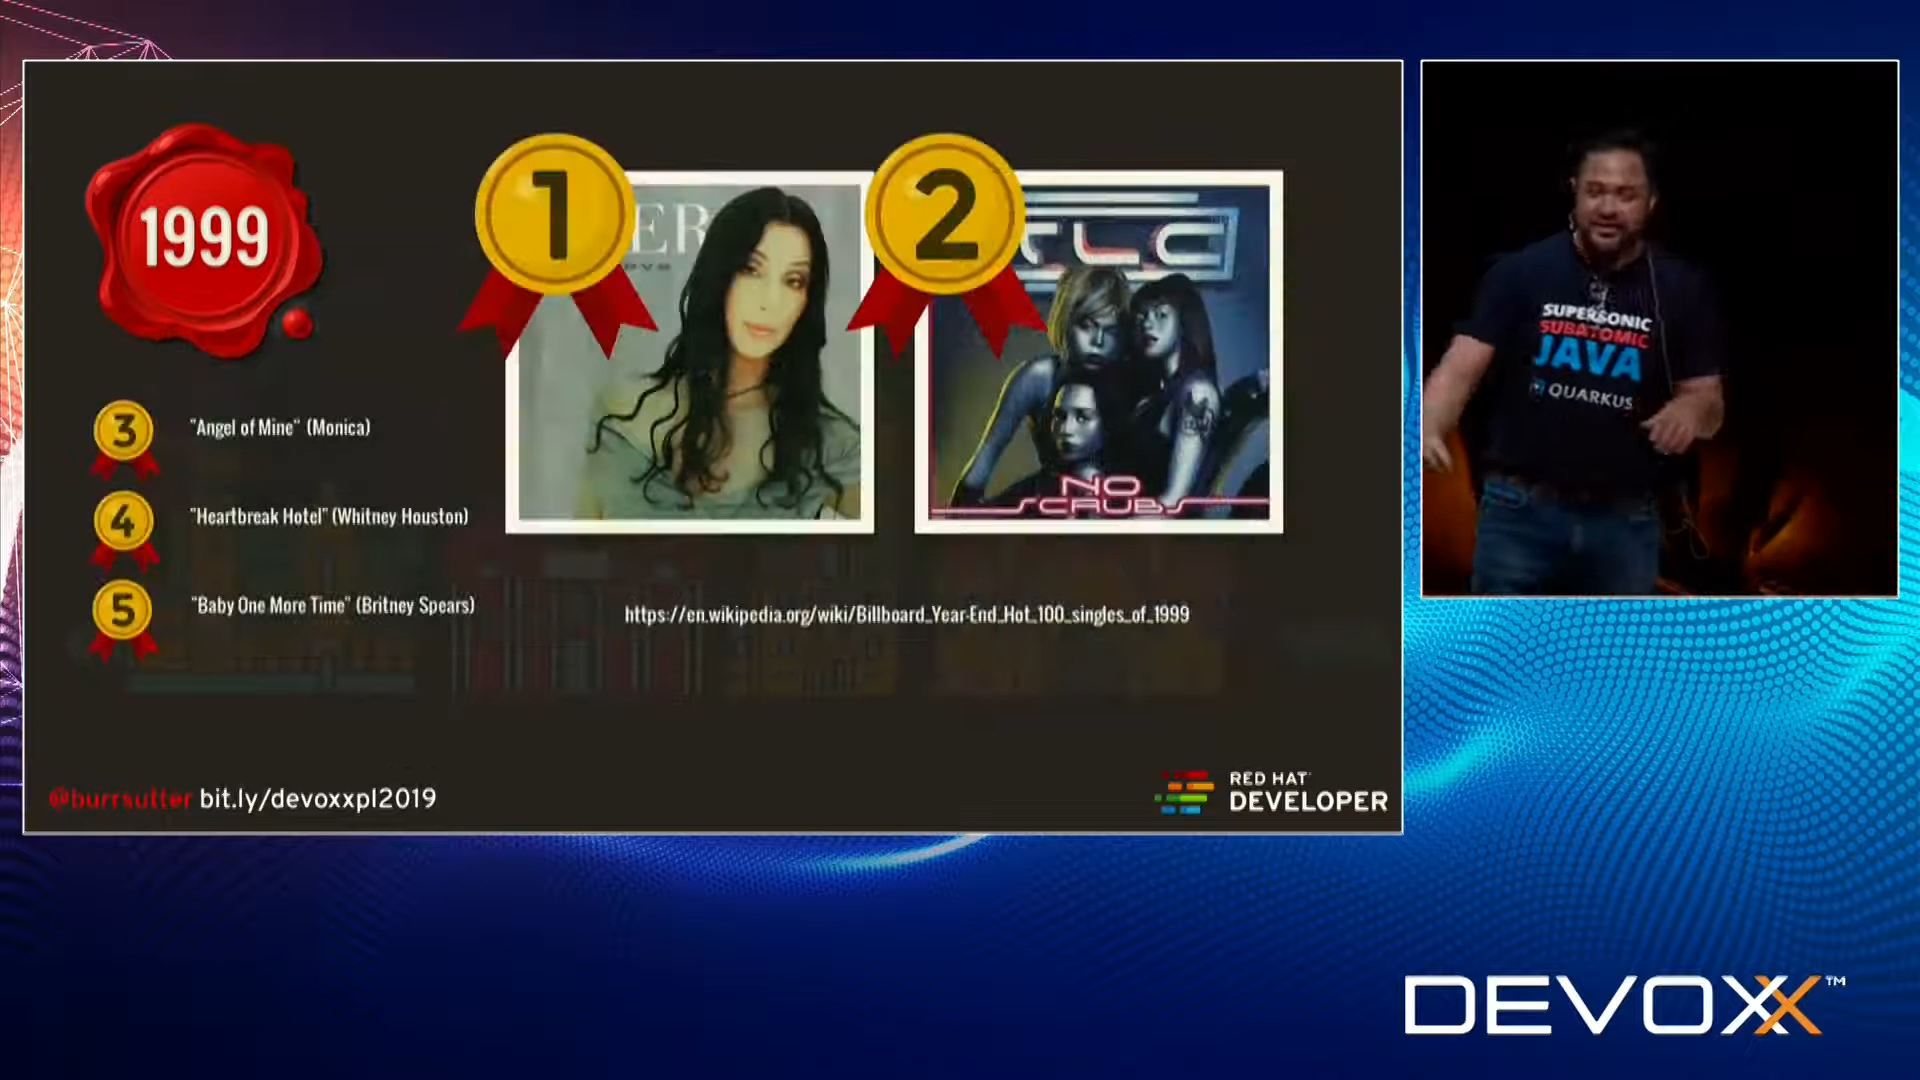 1999
1
ER
2
TLC
NO
SCRUBS
3
"Angel of Mine" (Monica)
4
"Heartbreak Hotel" (Whitney Houston)
5
"Baby One More Time" (Britney Spears)
https://en.wikipedia.org/wiki/Billboard_Year-End_Hot_100_singles_of_1999
@burrsutter bit.ly/devoxxpl2019
RED HAT
DEVELOPER
SUPERSONIC
SUBATOMIC
JAVA
QUARKUS
DEVOXX™